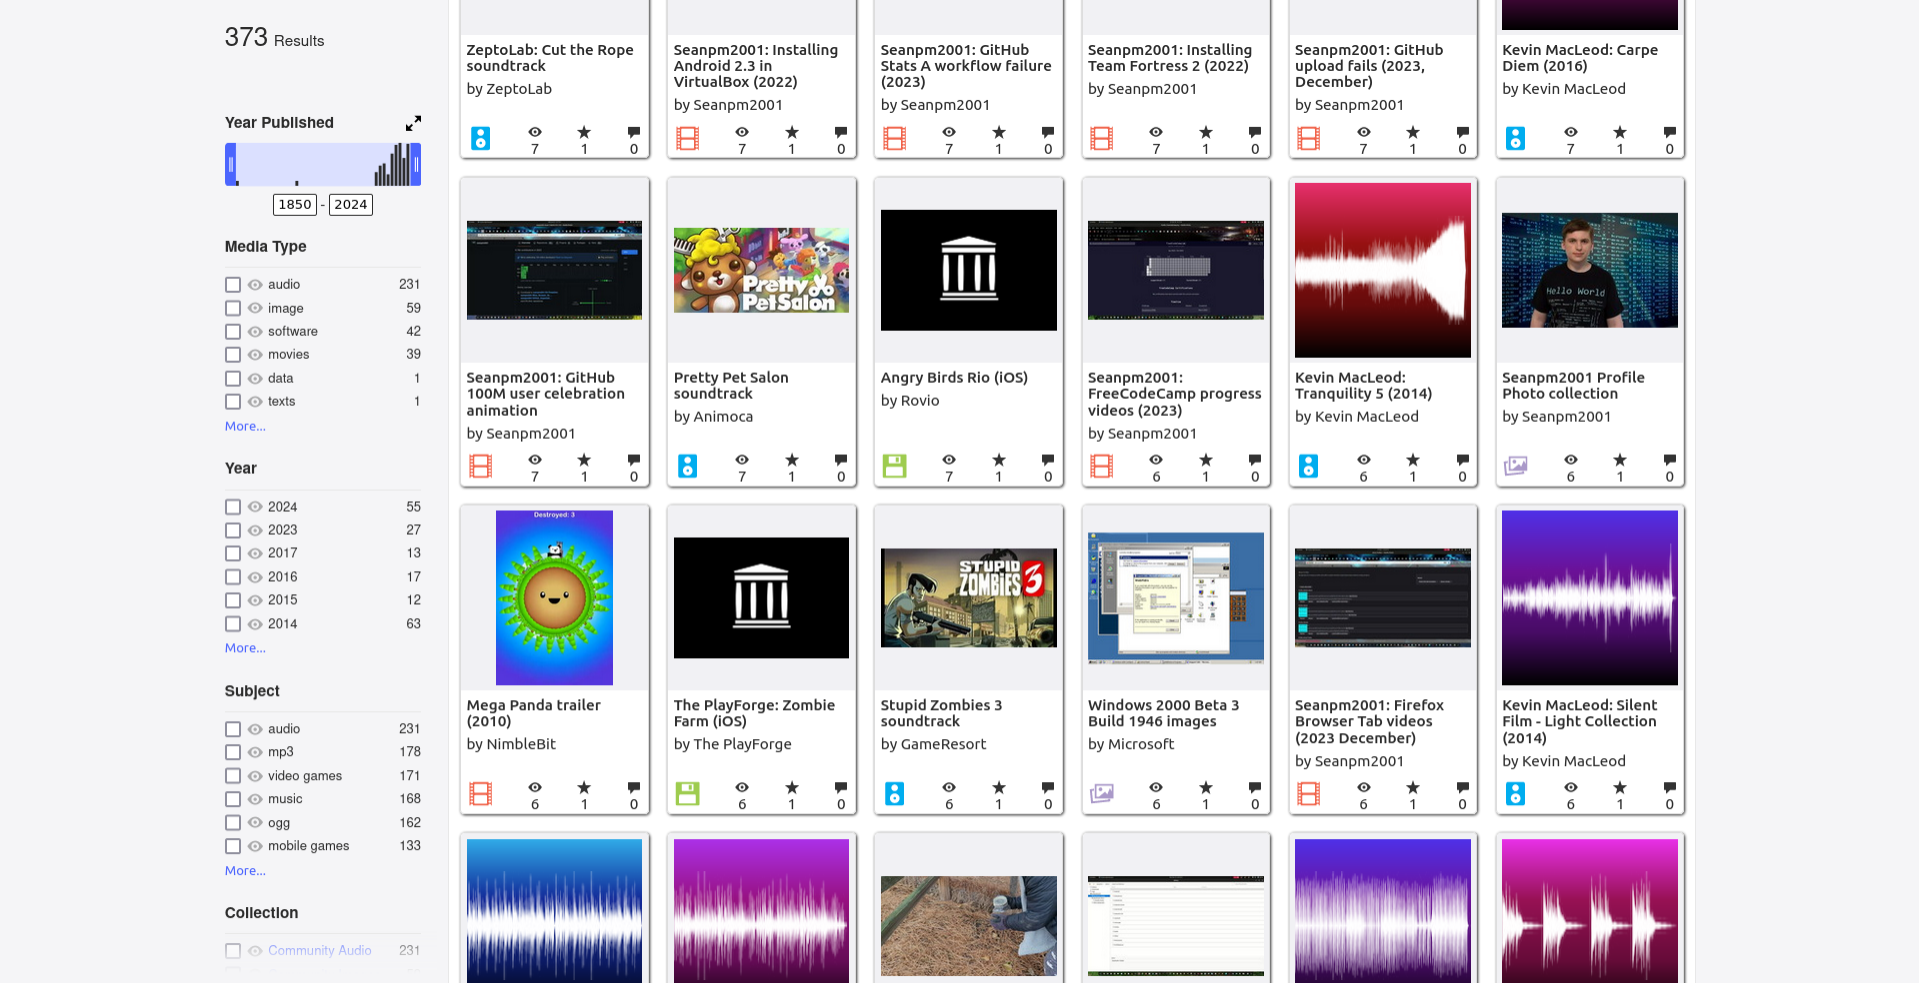 373 Results
Year Published
1850 - 2024
Media Type
audio 231
image 59
software 42
movies 39
data 1
texts 1
More...
Year
2024 55
2023 27
2017 13
2016 17
2015 12
2014 63
More...
Subject
audio 231
mp3 178
video games 171
music 168
ogg 162
mobile games 133
More...
Collection
Community Audio 231
ZeptoLab: Cut the Rope
soundtrack
by ZeptoLab
7 1 0
Seanpm2001: Installing
Android 2.3 in
VirtualBox (2022)
by Seanpm2001
7 1 0
Seanpm2001: GitHub
Stats A workflow failure
(2023)
by Seanpm2001
7 1 0
Seanpm2001: Installing
Team Fortress 2 (2022)
by Seanpm2001
7 1 0
Seanpm2001: GitHub
upload fails (2023,
December)
by Seanpm2001
7 1 0
Kevin MacLeod: Carpe
Diem (2016)
by Kevin MacLeod
7 1 0
Seanpm2001: GitHub
100M user celebration
animation
by Seanpm2001
7 1 0
Pretty
PetSalon
Pretty Pet Salon
soundtrack
by Animoca
7 1 0
Angry Birds Rio (iOS)
by Rovio
7 1 0
Seanpm2001:
FreeCodeCamp progress
videos (2023)
by Seanpm2001
6 1 0
Kevin MacLeod:
Tranquility 5 (2014)
by Kevin MacLeod
6 1 0
Hello World
Seanpm2001 Profile
Photo collection
by Seanpm2001
6 1 0
Destroyed: 3
Mega Panda trailer
(2010)
by NimbleBit
6 1 0
The PlayForge: Zombie
Farm (iOS)
by The PlayForge
6 1 0
STUPID
ZOMBIES 3
Stupid Zombies 3
soundtrack
by GameResort
6 1 0
Windows 2000 Beta 3
Build 1946 images
by Microsoft
6 1 0
Seanpm2001: Firefox
Browser Tab videos
(2023 December)
by Seanpm2001
6 1 0
Kevin MacLeod: Silent
Film - Light Collection
(2014)
by Kevin MacLeod
6 1 0